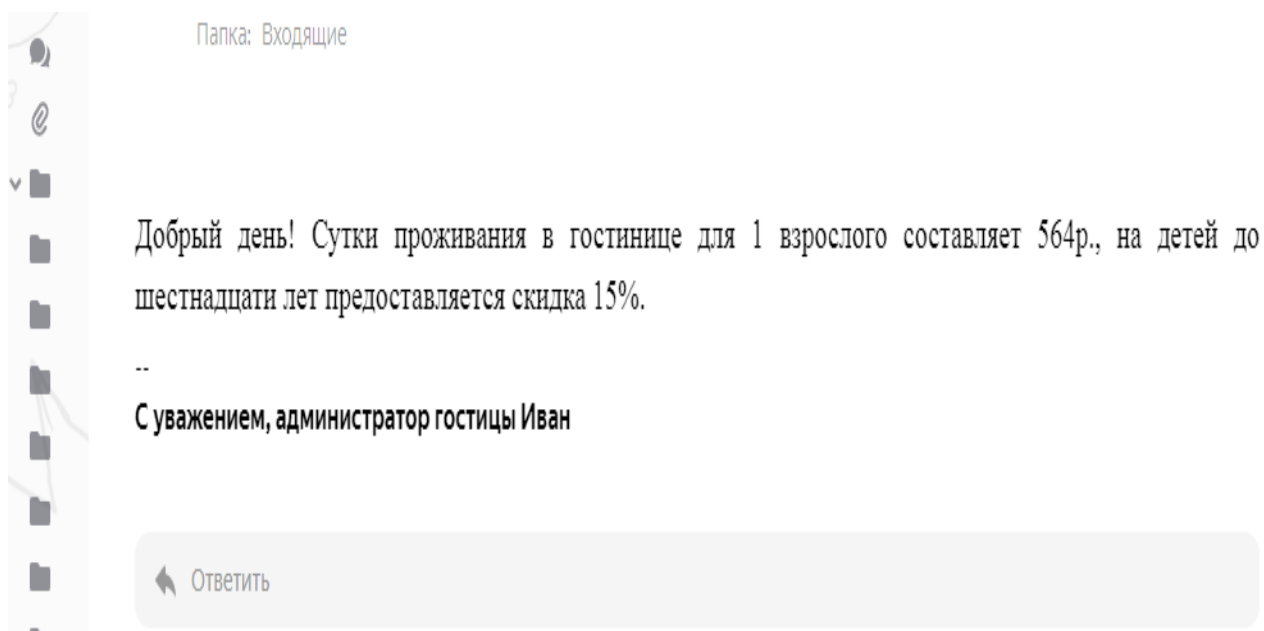 Папка: Входящие
Добрый день! Сутки проживания в гостинице для 1 взрослого составляет 564р., на детей до
шестнадцати лет предоставляется скидка 15%.
--
С уважением, администратор гостицы Иван
Ответить